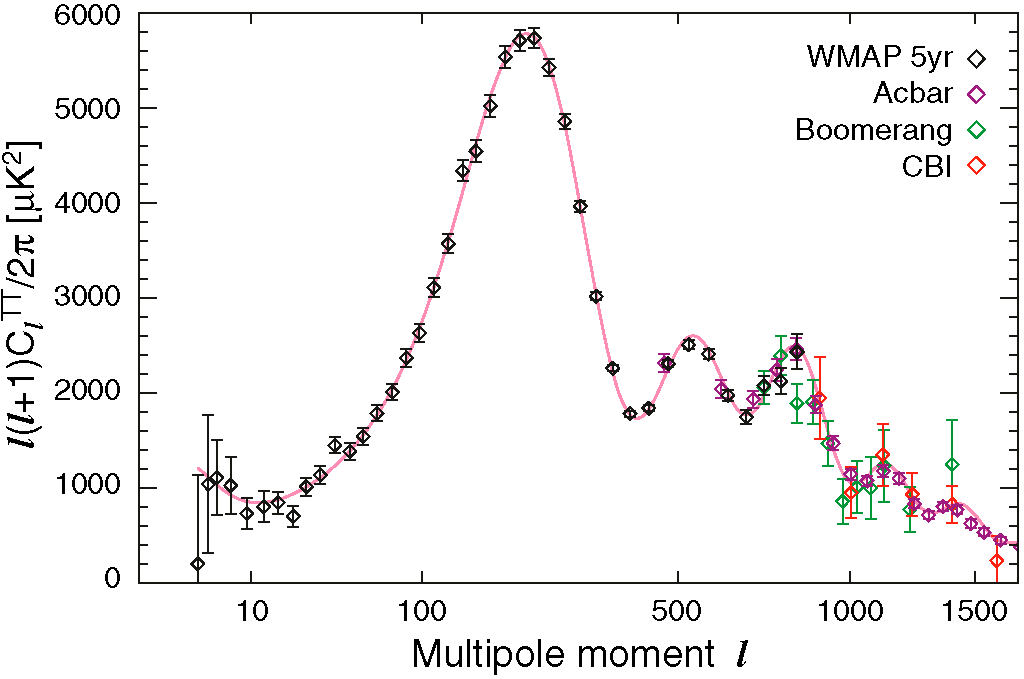 6000
5000
4000
3000
2000
1000
0
l(l+1)C_l^TT/2π [μK²]
WMAP 5yr
Acbar
Boomerang
CBI
10 100 500 1000 1500
Multipole moment l